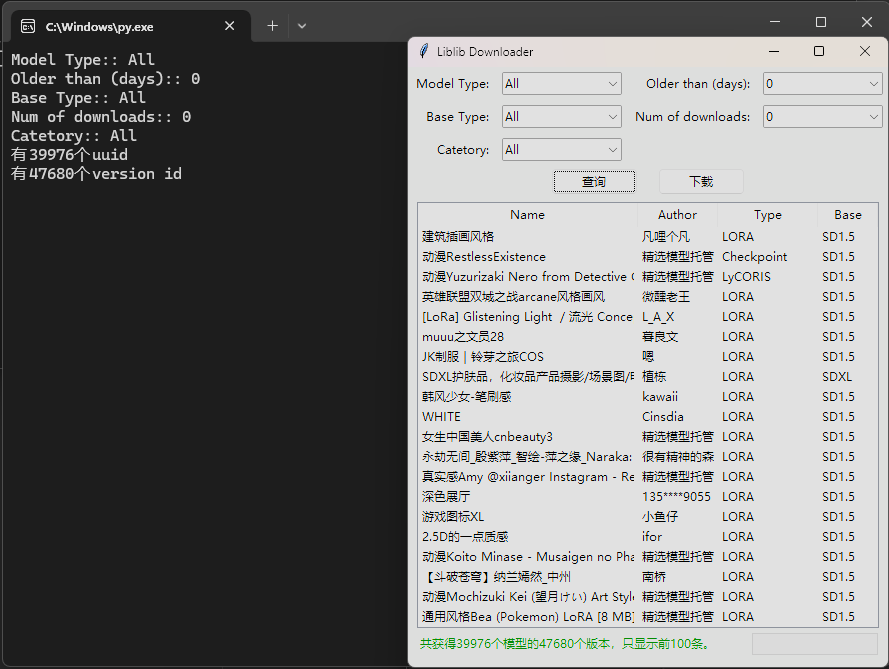 C:\Windows\py.exe
Model Type:: All
Older than (days):: 0
Base Type:: All
Num of downloads:: 0
Catetory:: All
有39976个uuid
有47680个version id
Liblib Downloader
Model Type: All Older than (days): 0
Base Type: All Num of downloads: 0
Catetory: All
查询 下载
Name Author Type Base
建筑插画风格 凡哩个凡 LORA SD1.5
动漫RestlessExistence 精选模型托管 Checkpoint SD1.5
动漫Yuzurizaki Nero from Detective 精选模型托管 LyCORIS SD1.5
英雄联盟双城之战arcane风格画风 微醺老王 LORA SD1.5
[LoRa] Glistening Light / 流光 Conce L_A_X LORA SD1.5
muuu之文员28 春良文 LORA SD1.5
JK制服 | 铃芽之旅COS 嗯 LORA SD1.5
SDXL护肤品，化妆品产品摄影/场景图/ 植栋 LORA SDXL
韩风少女-笔刷感 kawaii LORA SD1.5
WHITE Cinsdia LORA SD1.5
女生中国美人cnbeauty3 精选模型托管 LORA SD1.5
永劫无间_殷紫萍_智绘-萍之缘_Naraka: 很有精神的森 LORA SD1.5
真实感Amy @xiianger Instagram - Re 精选模型托管 LORA SD1.5
深色展厅 135****9055 LORA SD1.5
游戏图标XL 小鱼仔 LORA SD1.5
2.5D的一点质感 ifor LORA SD1.5
动漫Koito Minase - Musaigen no Pha 精选模型托管 LORA SD1.5
【斗破苍穹】纳兰嫣然_中州 南桥 LORA SD1.5
动漫Mochizuki Kei (望月けい) Art Style 精选模型托管 LORA SD1.5
通用风格Bea (Pokemon) LoRA [8 MB] 精选模型托管 LORA SD1.5
共获得39976个模型的47680个版本，只显示前100条。